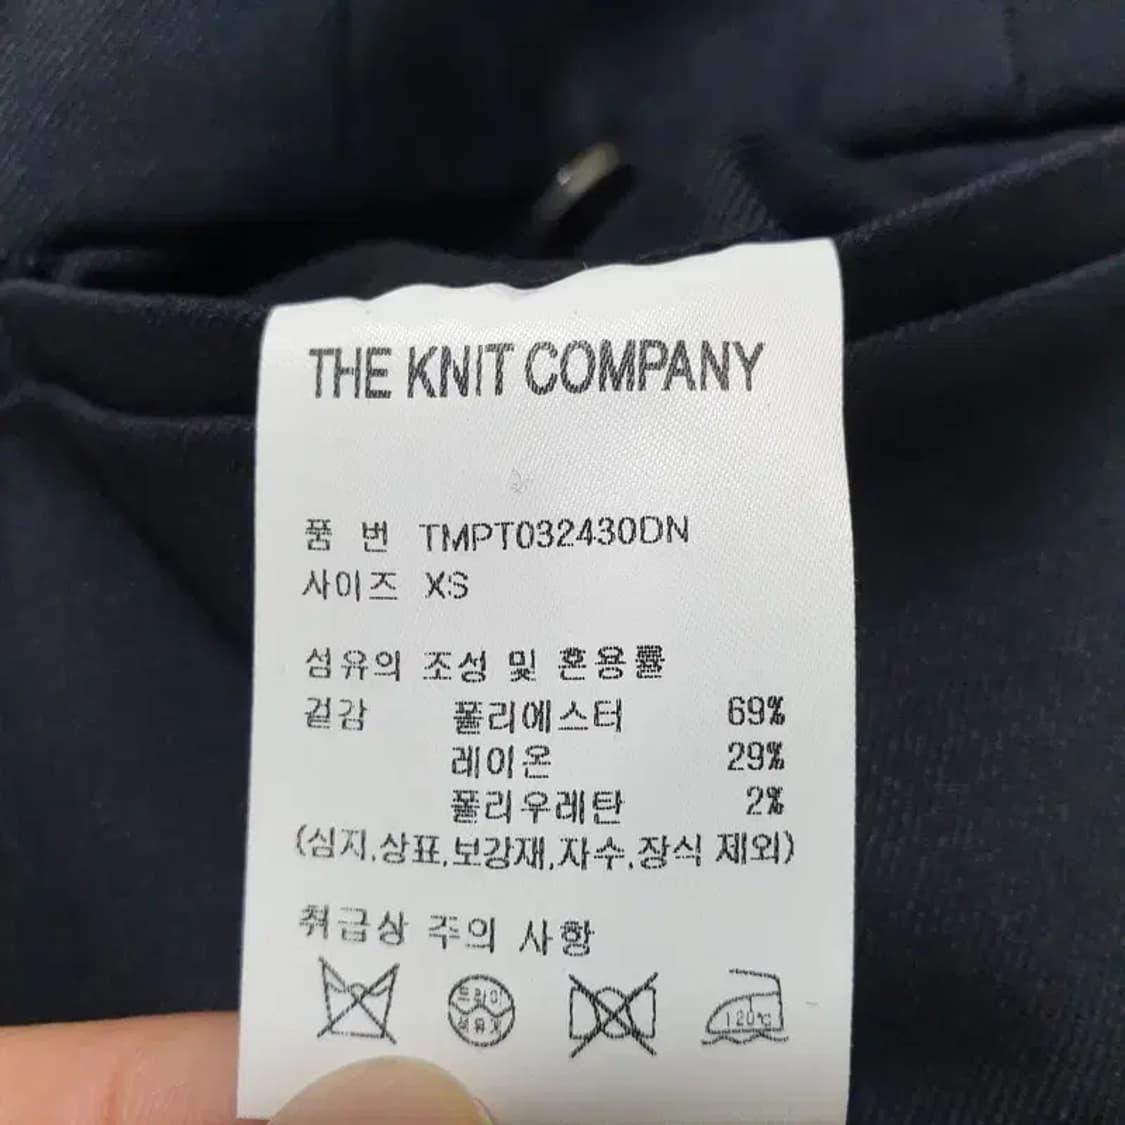 THE KNIT COMPANY
품 번 TMPT032430DN
사이즈 XS
섬유의 조성 및 혼용률
겉감 폴리에스터 69%
레이온 29%
폴리우레탄 2%
(심지,상표,보강재,자수,장식 제외)
취급상 주의 사항
드라이
석유계
120℃